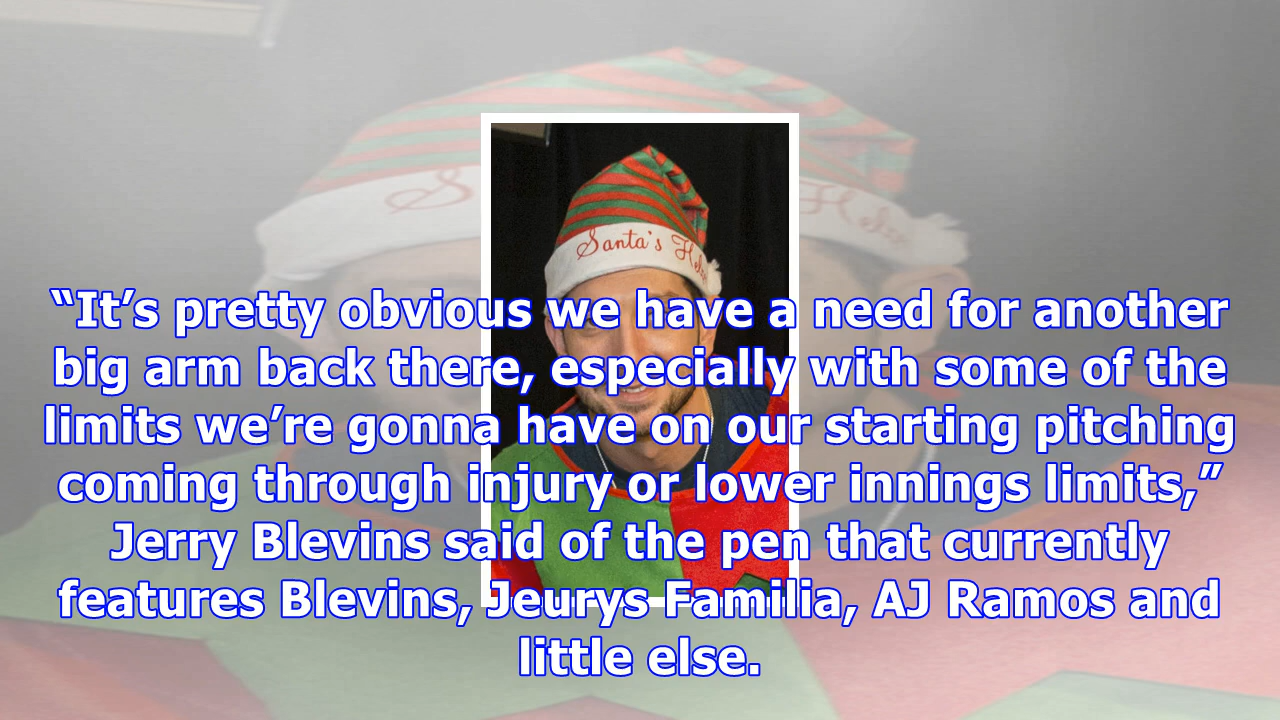 Santa's
“It’s pretty obvious we have a need for another
big arm back there, especially with some of the
limits we’re gonna have on our starting pitching
coming through injury or lower innings limits,”
Jerry Blevins said of the pen that currently
features Blevins, Jeurys Familia, AJ Ramos and
little else.